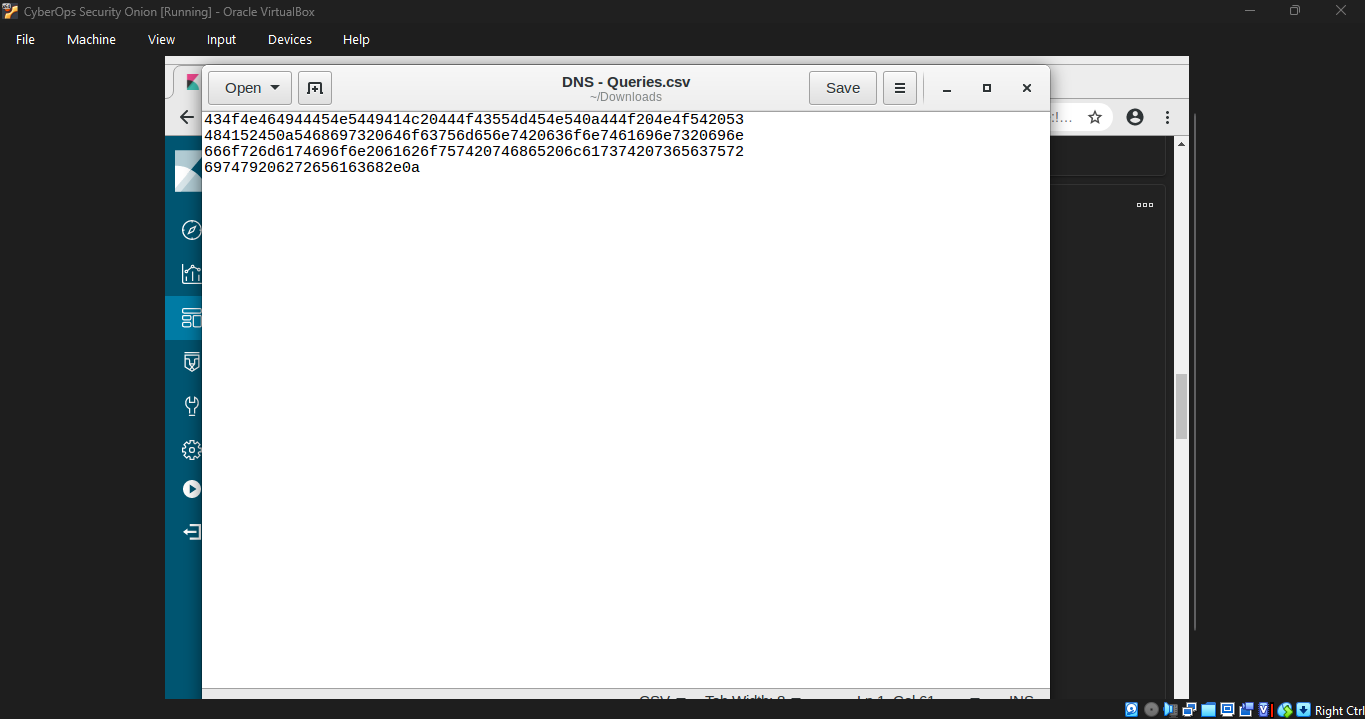 CyberOps Security Onion [Running] - Oracle VirtualBox
File Machine View Input Devices Help
Open
DNS - Queries.csv
~/Downloads
Save
434f4e464944454e5449414c20444f43554d454e540a444f204e4f542053
484152450a5468697320646f63756d656e7420636f6e7461696e7320696e
666f726d6174696f6e2061626f757420746865206c617374207365637572
697479206272656163682e0a
Right Ctrl